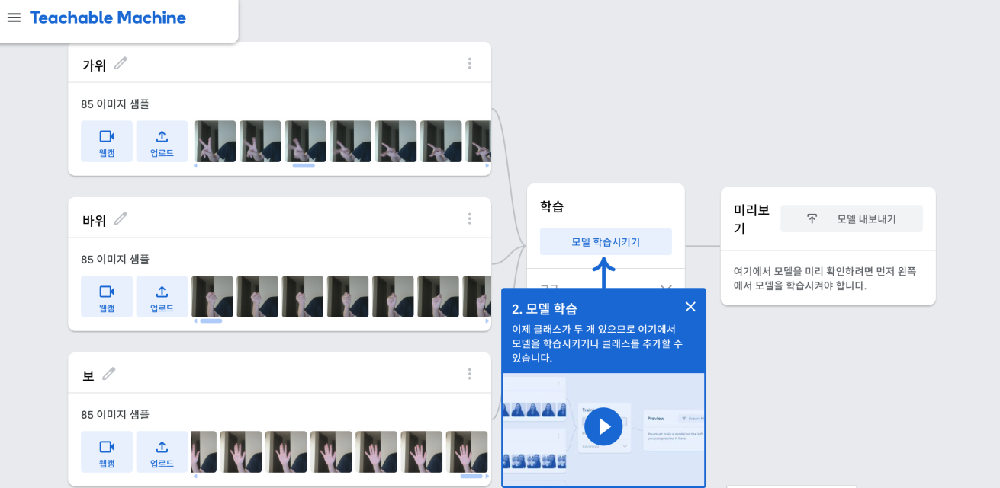 Teachable Machine
가위
85 이미지 샘플
웹캠
업로드
바위
85 이미지 샘플
웹캠
업로드
보
85 이미지 샘플
웹캠
업로드
학습
모델 학습시키기
2. 모델 학습
이제 클래스가 두 개 있으므로 여기에서
모델을 학습시키거나 클래스를 추가할 수
있습니다.
Preview
You must train a model on the left
you can preview it here.
미리보
기
모델 내보내기
여기에서 모델을 미리 확인하려면 먼저 왼쪽
에서 모델을 학습시켜야 합니다.